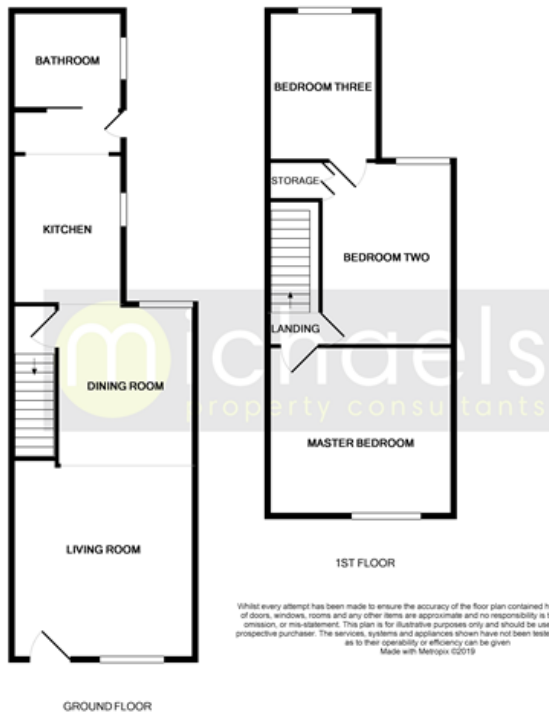 BATHROOM
KITCHEN
DINING ROOM
LIVING ROOM
GROUND FLOOR
BEDROOM THREE
STORAGE
BEDROOM TWO
LANDING
MASTER BEDROOM
1ST FLOOR
michaels
property consultants
Whilst every attempt has been made to ensure the accuracy of the floor plan contained
of doors, windows, rooms and any other items are approximate and no responsibility is
omission, or mis-statement. This plan is for illustrative purposes only and should be
prospective purchaser. The services, systems and appliances shown have not been
as to their operability or efficiency can be given
Made with Metropix ©2019